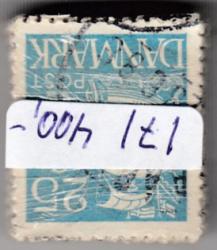 DANMARK
POST
171 400,-
25